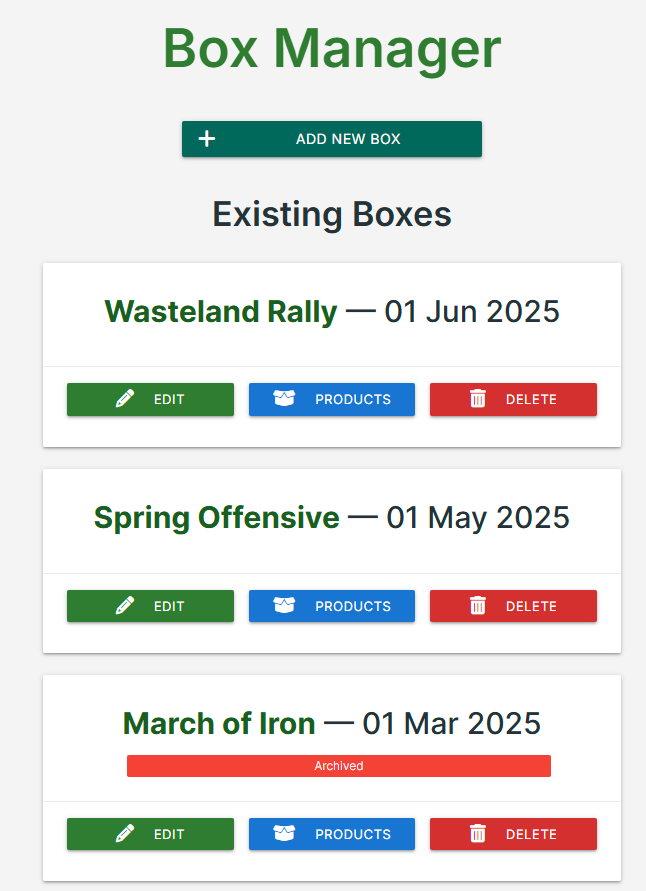 Box Manager
ADD NEW BOX
Existing Boxes
Wasteland Rally — 01 Jun 2025
EDIT PRODUCTS DELETE
Spring Offensive — 01 May 2025
EDIT PRODUCTS DELETE
March of Iron — 01 Mar 2025
Archived
EDIT PRODUCTS DELETE